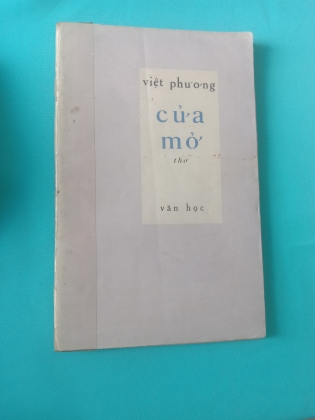 việt phương
cửa
mở
thơ
văn học